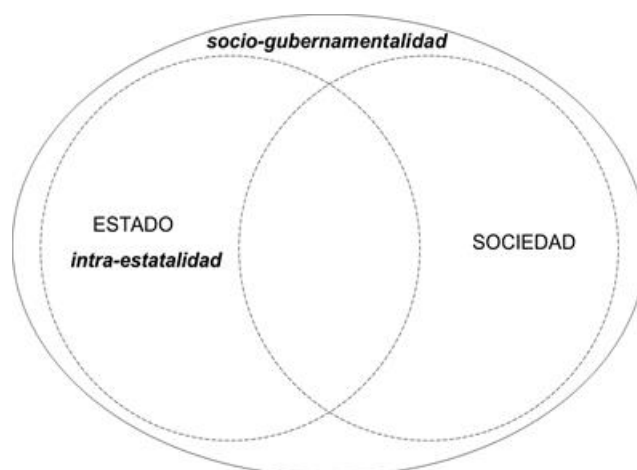 socio-gubernamentalidad
ESTADO
intra-estatalidad
SOCIEDAD